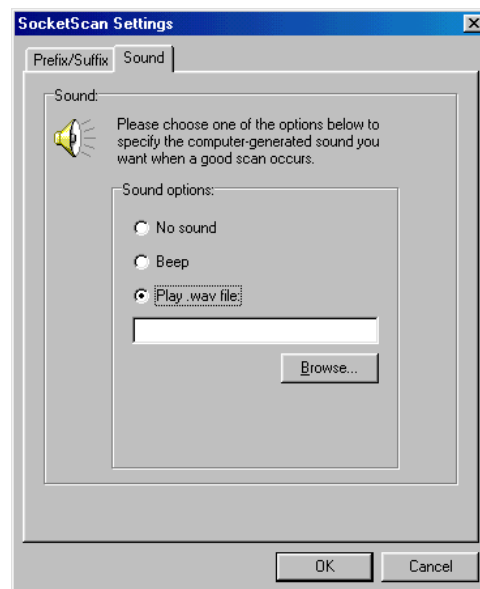 SocketScan Settings
Prefix/Suffix Sound
Sound:
Please choose one of the options below to
specify the computer-generated sound you
want when a good scan occurs.
Sound options:
No sound
Beep
Play .wav file:
Browse...
OK Cancel